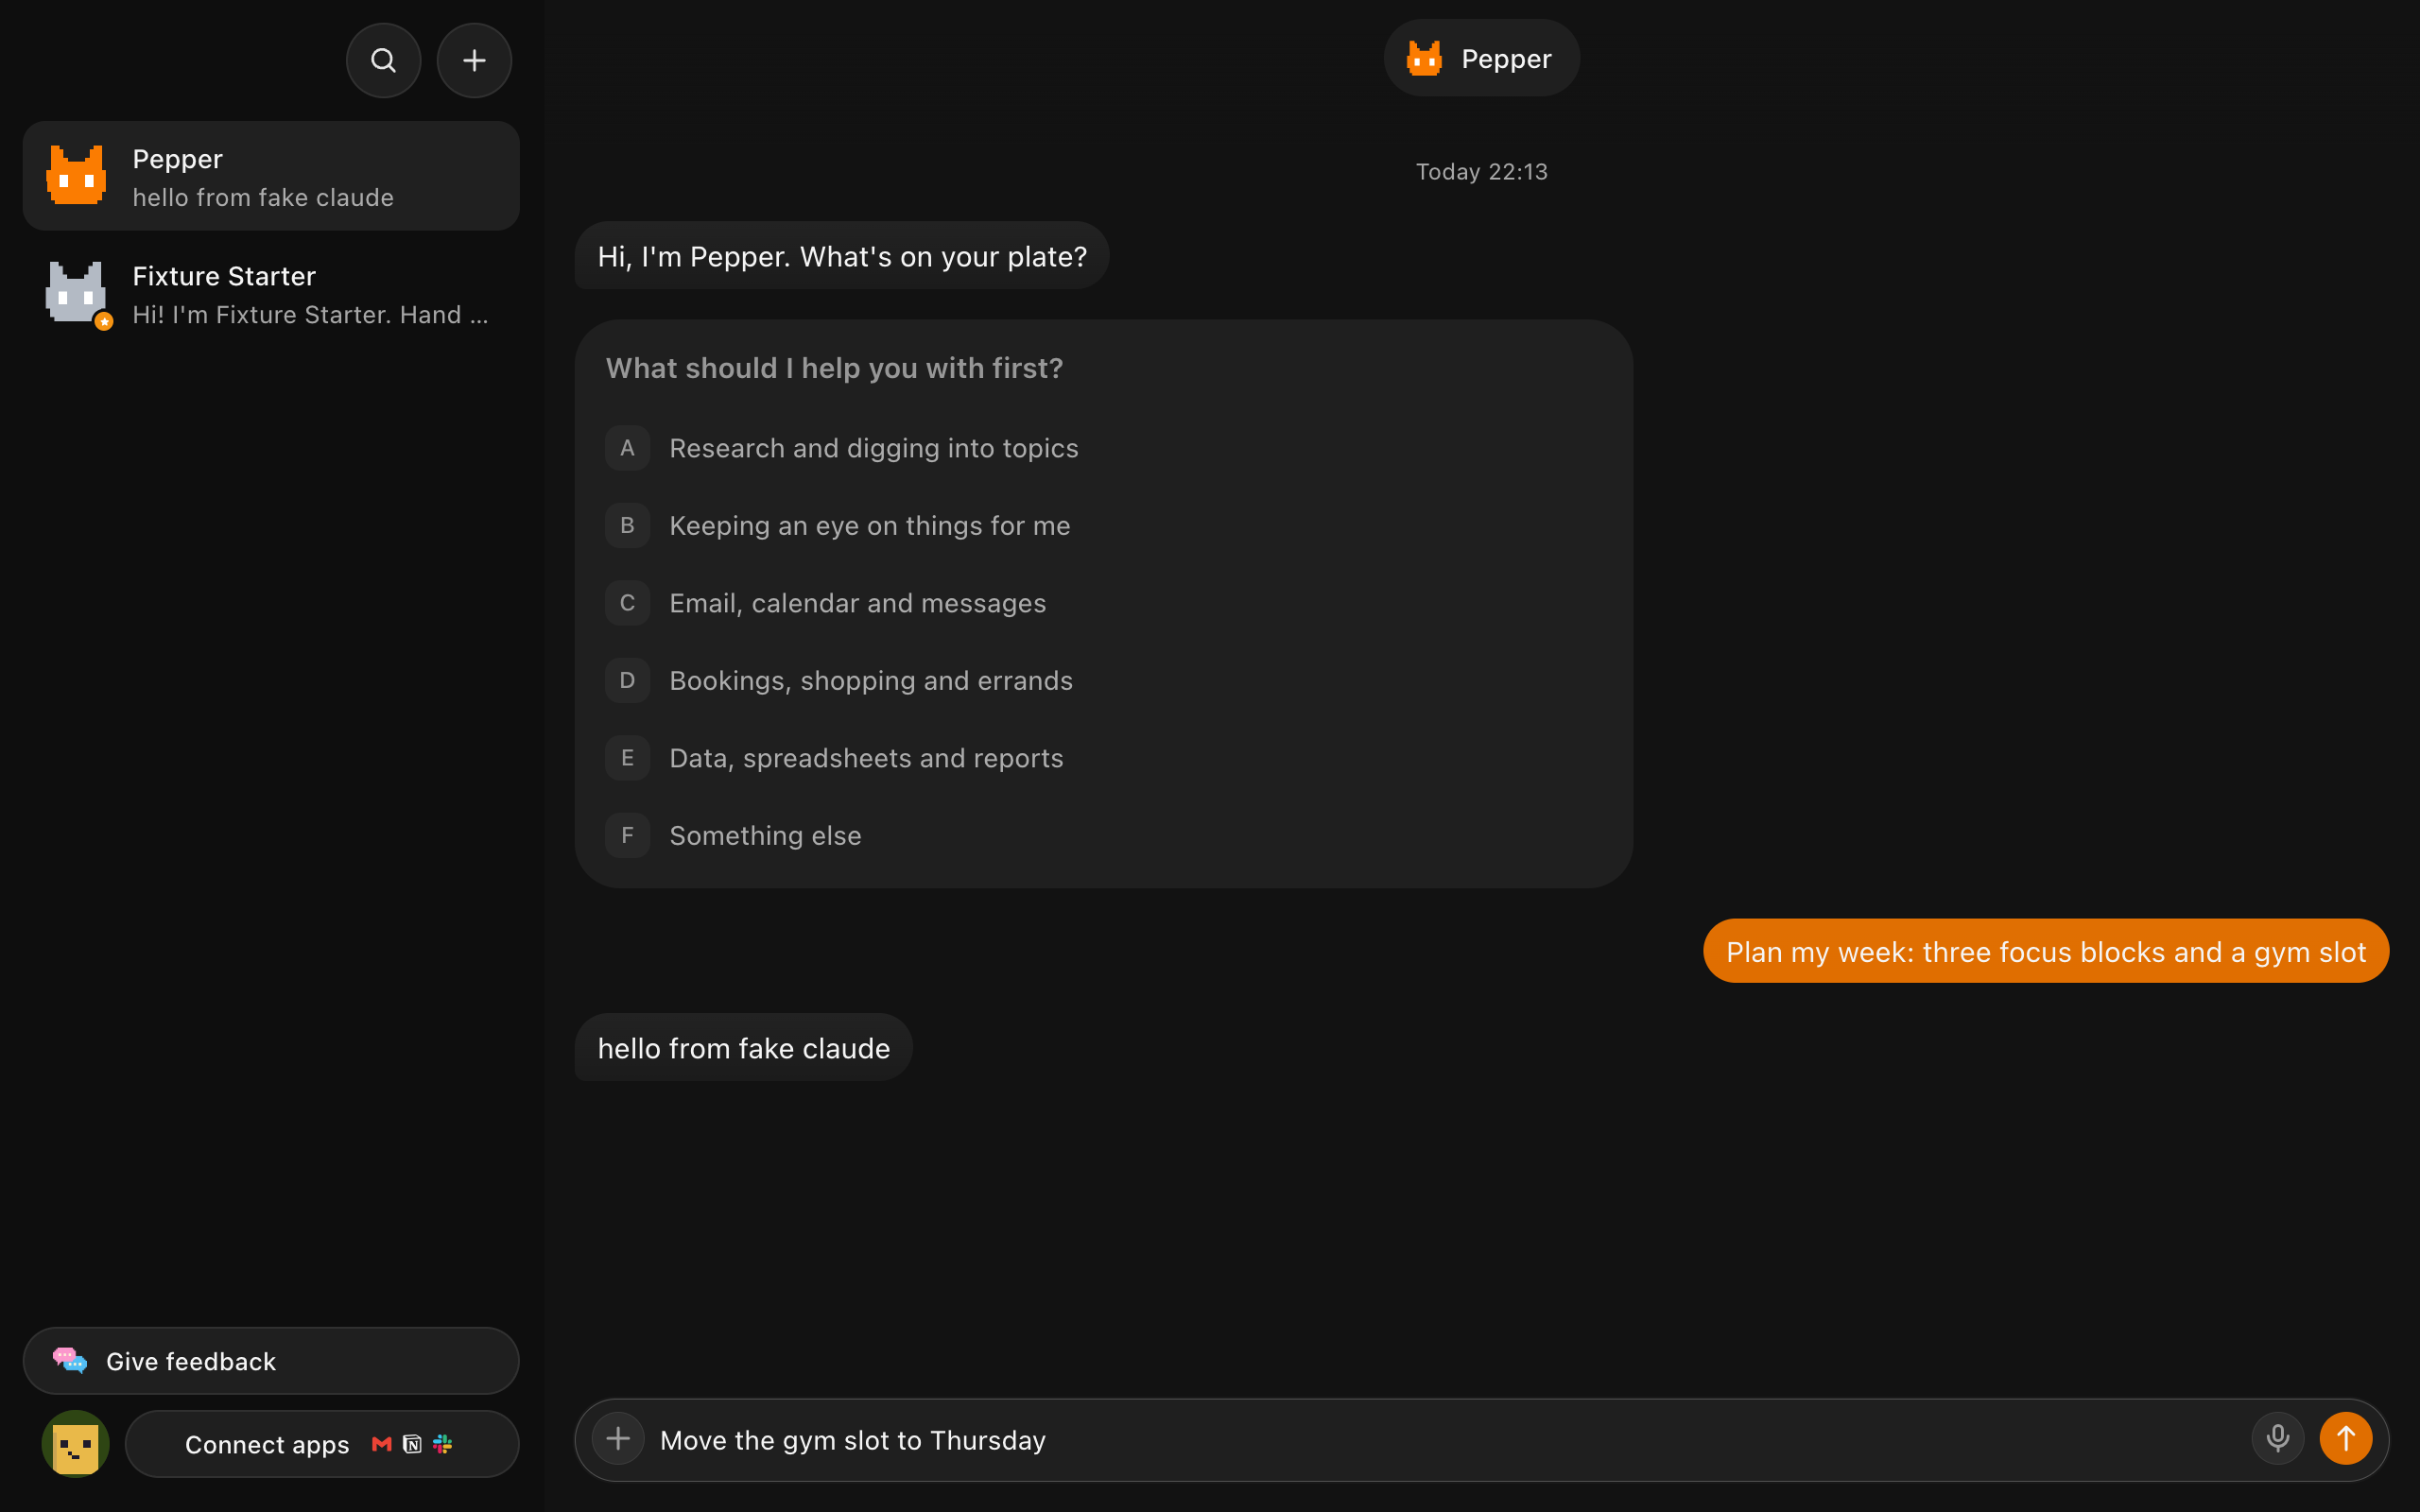 Pepper
hello from fake claude
Fixture Starter
Hi! I'm Fixture Starter. Hand ...
Give feedback
Connect apps
Pepper
Today 22:13
Hi, I'm Pepper. What's on your plate?
What should I help you with first?
A Research and digging into topics
B Keeping an eye on things for me
C Email, calendar and messages
D Bookings, shopping and errands
E Data, spreadsheets and reports
F Something else
Plan my week: three focus blocks and a gym slot
hello from fake claude
Move the gym slot to Thursday